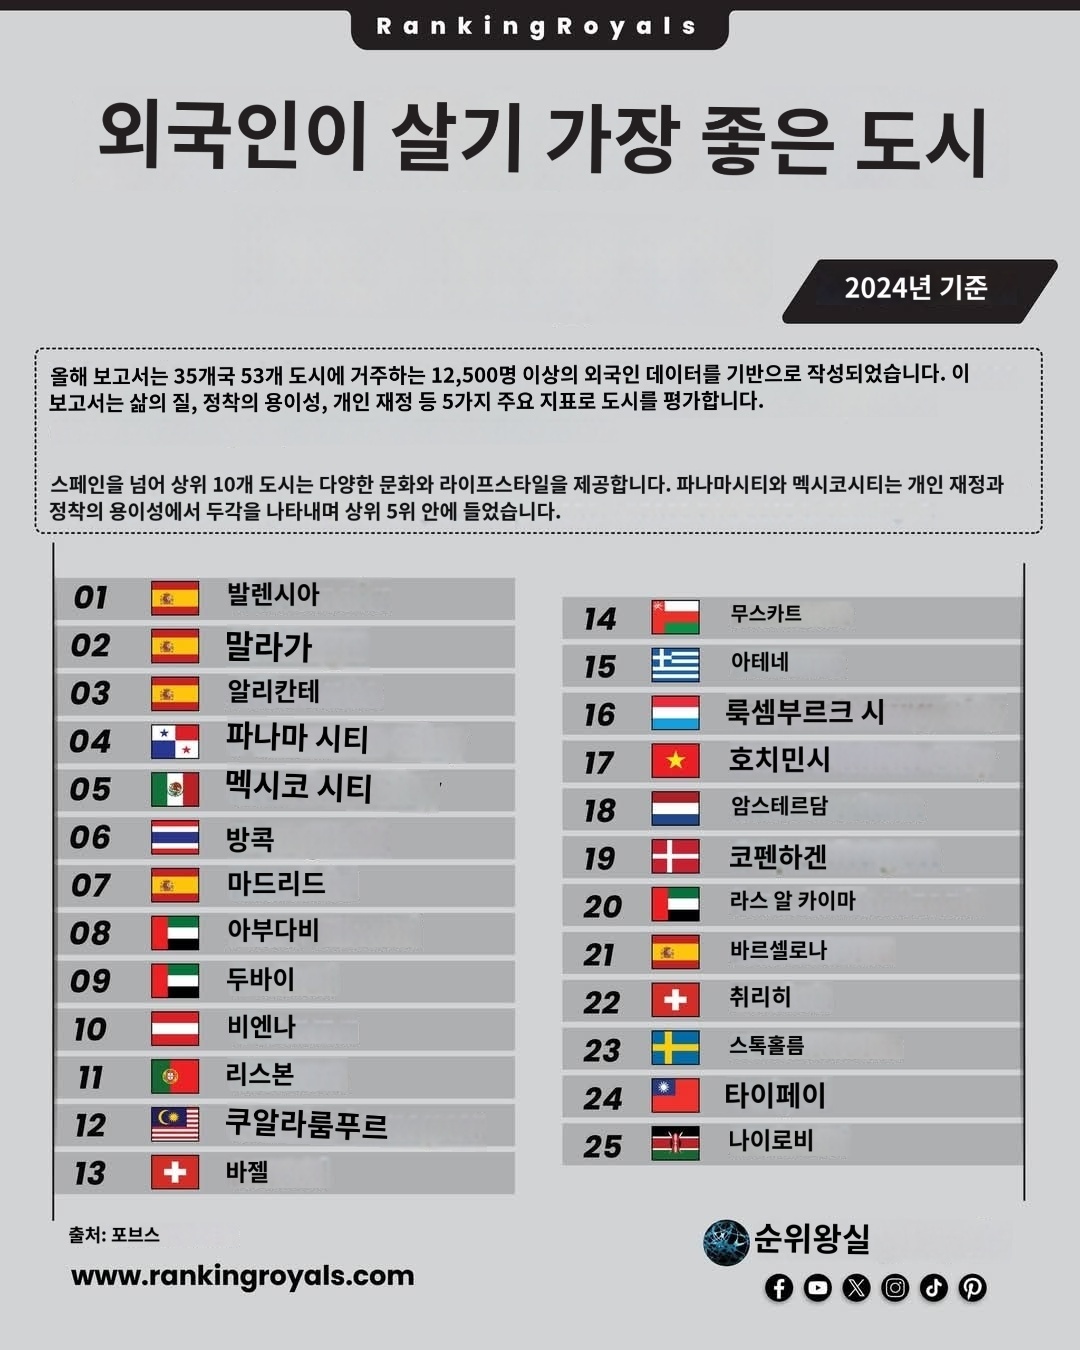 RankingRoyals
외국인이 살기 가장 좋은 도시
2024년 기준
올해 보고서는 35개국 53개 도시에 거주하는 12,500명 이상의 외국인 데이터를 기반으로 작성되었습니다. 이
보고서는 삶의 질, 정착의 용이성, 개인 재정 등 5가지 주요 지표로 도시를 평가합니다.
스페인을 넘어 상위 10개 도시는 다양한 문화와 라이프스타일을 제공합니다. 파나마시티와 멕시코시티는 개인 재정과
정착의 용이성에서 두각을 나타내며 상위 5위 안에 들었습니다.
01 발렌시아
02 말라가
03 알리칸테
04 파나마 시티
05 멕시코 시티
06 방콕
07 마드리드
08 아부다비
09 두바이
10 비엔나
11 리스본
12 쿠알라룸푸르
13 바젤
14 무스카트
15 아테네
16 룩셈부르크 시
17 호치민시
18 암스테르담
19 코펜하겐
20 라스 알 카이마
21 바르셀로나
22 취리히
23 스톡홀름
24 타이페이
25 나이로비
출처: 포브스
www.rankingroyals.com
순위왕실